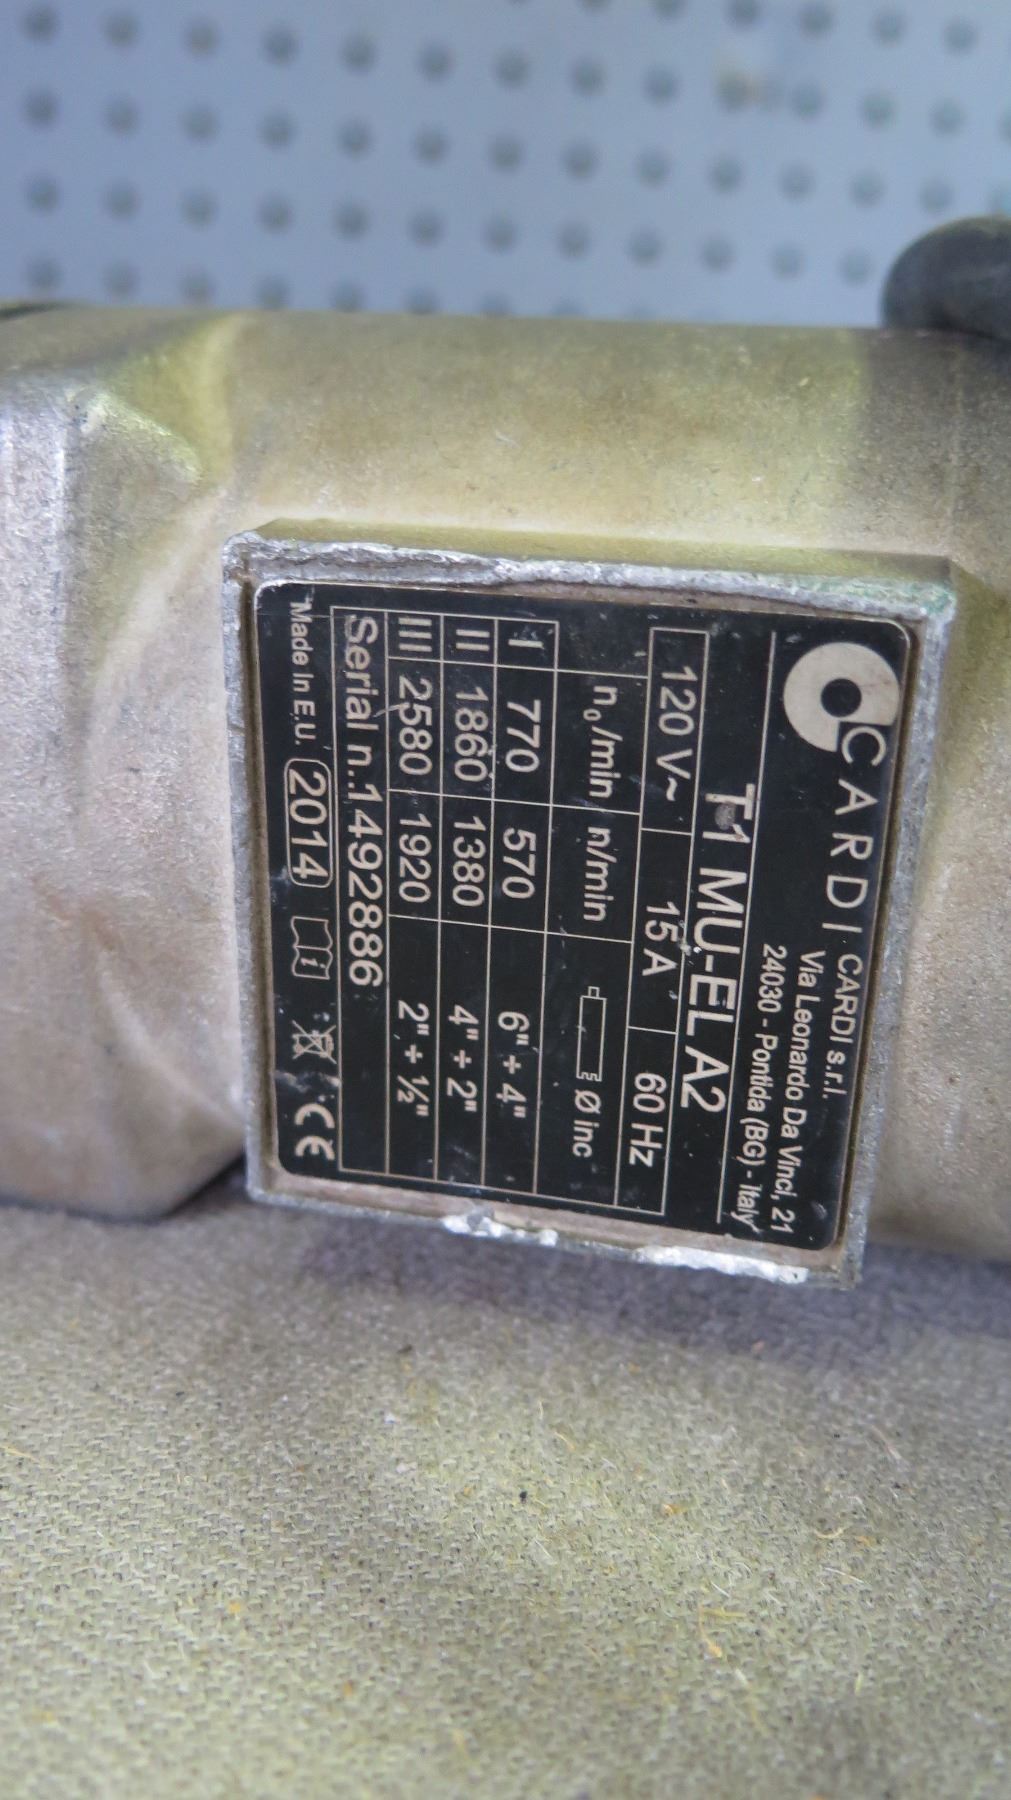 CARDI CARDI s.r.l.
Via Leonardo Da Vinci, 21
24030 - Pontida (BG) - Italy
T1 MU-EL A2
120 V~ 15 A 60 Hz
n₀/min n/min Ø inc
I 770 570 6" ÷ 4"
II 1860 1380 4" ÷ 2"
III 2580 1920 2" ÷ ½"
Serial n.:1492886
Made In E.U. 2014 i CE